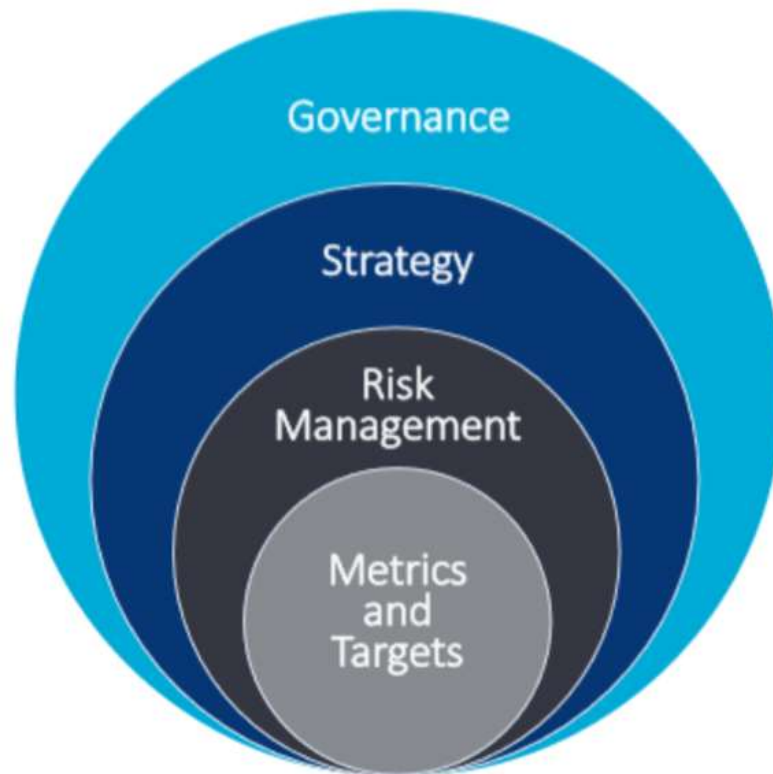 Governance
Strategy
Risk
Management
Metrics
and
Targets